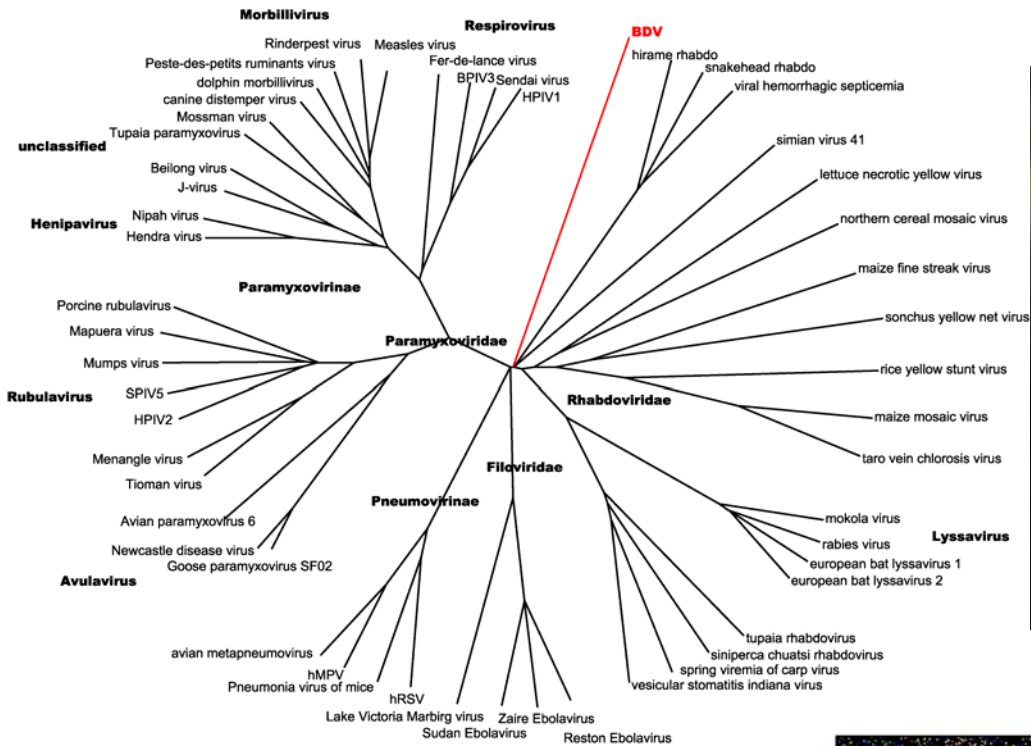 Morbillivirus
Respirovirus
BDV
Rinderpest virus
Measles virus
hirame rhabdo
Peste-des-petits ruminants virus
Fer-de-lance virus
snakehead rhabdo
dolphin morbillivirus
BPIV3
Sendai virus
viral hemorrhagic septicemia
canine distemper virus
HPIV1
Mossman virus
Tupaia paramyxovirus
simian virus 41
unclassified
Beilong virus
lettuce necrotic yellow virus
J-virus
Nipah virus
northern cereal mosaic virus
Henipavirus
Hendra virus
maize fine streak virus
Paramyxovirinae
Porcine rubulavirus
sonchus yellow net virus
Mapuera virus
Paramyxoviridae
Mumps virus
rice yellow stunt virus
Rubulavirus
SPIV5
Rhabdoviridae
HPIV2
maize mosaic virus
Menangle virus
taro vein chlorosis virus
Filoviridae
Tioman virus
Pneumovirinae
Avian paramyxovirus 6
mokola virus
Lyssavirus
rabies virus
Newcastle disease virus
Goose paramyxovirus SF02
european bat lyssavirus 1
Avulavirus
european bat lyssavirus 2
tupaia rhabdovirus
avian metapneumovirus
siniperca chuatsi rhabdovirus
hMPV
spring viremia of carp virus
Pneumonia virus of mice
vesicular stomatitis indiana virus
hRSV
Lake Victoria Marbirg virus
Zaire Ebolavirus
Sudan Ebolavirus
Reston Ebolavirus